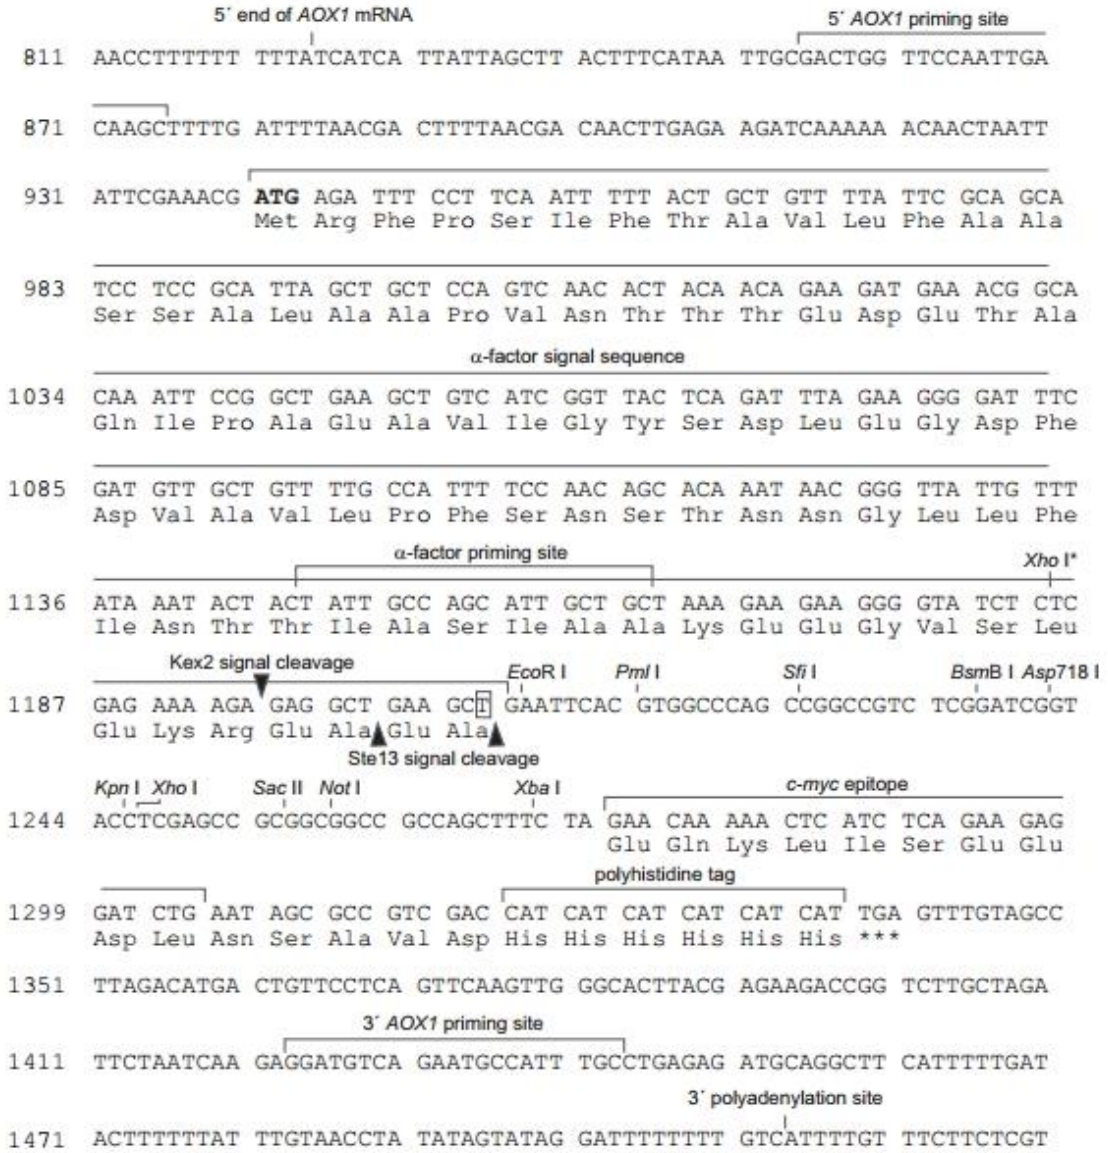 5´ end of AOX1 mRNA 5´ AOX1 priming site
811 AACCTTTTTT TTTATCATCA TTATTAGCTT ACTTTCATAA TTGCGACTGG TTCCAATTGA
871 CAAGCTTTTG ATTTTAACGA CTTTTAACGA CAACTTGAGA AGATCAAAAA ACAACTAATT
931 ATTCGAAACG ATG AGA TTT CCT TCA ATT TTT ACT GCT GTT TTA TTC GCA GCA
Met Arg Phe Pro Ser Ile Phe Thr Ala Val Leu Phe Ala Ala
983 TCC TCC GCA TTA GCT GCT CCA GTC AAC ACT ACA ACA GAA GAT GAA ACG GCA
Ser Ser Ala Leu Ala Ala Pro Val Asn Thr Thr Thr Glu Asp Glu Thr Ala
α-factor signal sequence
1034 CAA ATT CCG GCT GAA GCT GTC ATC GGT TAC TCA GAT TTA GAA GGG GAT TTC
Gln Ile Pro Ala Glu Ala Val Ile Gly Tyr Ser Asp Leu Glu Gly Asp Phe
1085 GAT GTT GCT GTT TTG CCA TTT TCC AAC AGC ACA AAT AAC GGG TTA TTG TTT
Asp Val Ala Val Leu Pro Phe Ser Asn Ser Thr Asn Asn Gly Leu Leu Phe
α-factor priming site Xho I*
1136 ATA AAT ACT ACT ATT GCC AGC ATT GCT GCT AAA GAA GAA GGG GTA TCT CTC
Ile Asn Thr Thr Ile Ala Ser Ile Ala Ala Lys Glu Glu Gly Val Ser Leu
Kex2 signal cleavage EcoR I Pml I Sfi I BsmB I Asp718 I
1187 GAG AAA AGA GAG GCT GAA GCT GAATTCAC GTGGCCCAG CCGGCCGTC TCGGATCGGT
Glu Lys Arg Glu Ala Glu Ala
Ste13 signal cleavage
Kpn I Xho I Sac II Not I Xba I c-myc epitope
1244 ACCTCGAGCC GCGGCGGCC GCCAGCTTTC TA GAA CAA AAA CTC ATC TCA GAA GAG
Glu Gln Lys Leu Ile Ser Glu Glu
polyhistidine tag
1299 GAT CTG AAT AGC GCC GTC GAC CAT CAT CAT CAT CAT CAT TGA GTTTGTAGCC
Asp Leu Asn Ser Ala Val Asp His His His His His His ***
1351 TTAGACATGA CTGTTCCTCA GTTCAAGTTG GGCACTTACG AGAAGACCGG TCTTGCTAGA
3´ AOX1 priming site
1411 TTCTAATCAA GAGGATGTCA GAATGCCATT TGCCTGAGAG ATGCAGGCTT CATTTTTGAT
3´ polyadenylation site
1471 ACTTTTTTAT TTGTAACCTA TATAGTATAG GATTTTTTTT GTCATTTTGT TTCTTCTCGT